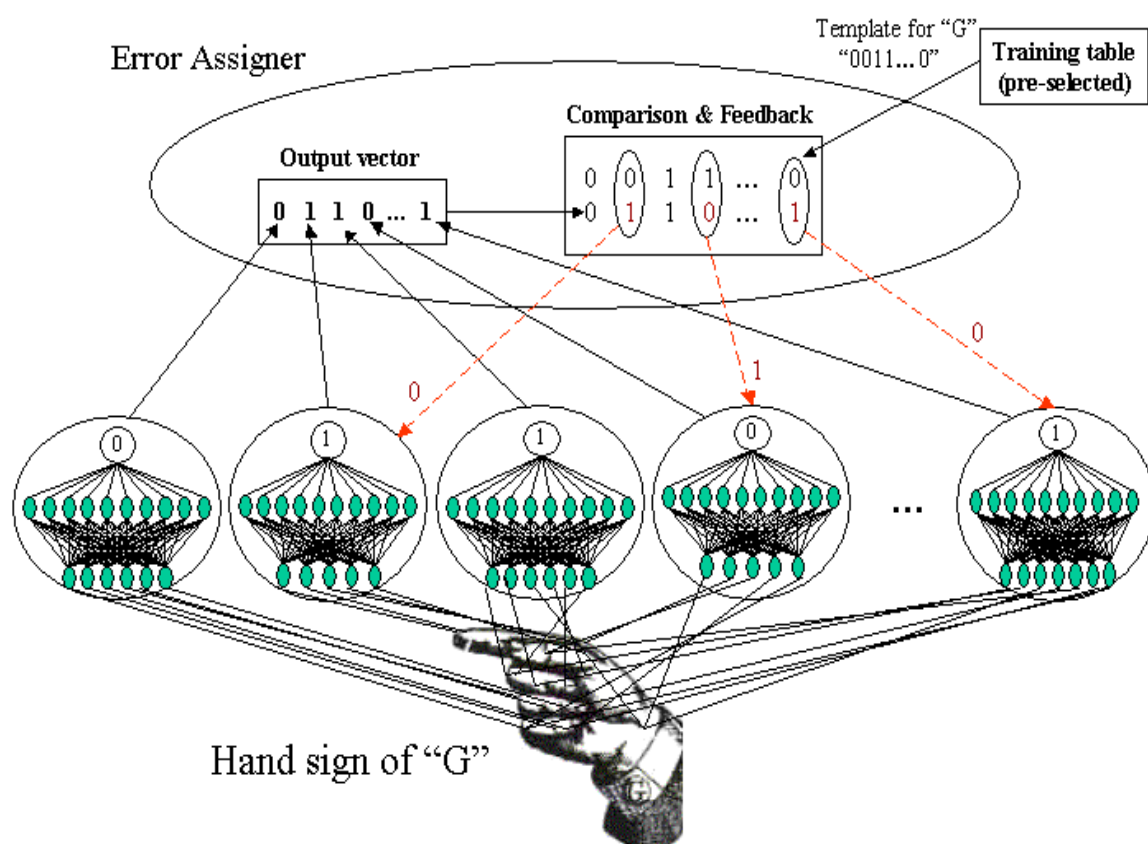 Template for “G”
“0011...0”
Error Assigner
Training table
(pre-selected)
Comparison & Feedback
Output vector
0 0 1 1 ... 0
0 1 1 0 ... 1
0 1 1 0 ... 1
0 1 0
0 1 1 0 1
...
Hand sign of “G”
G